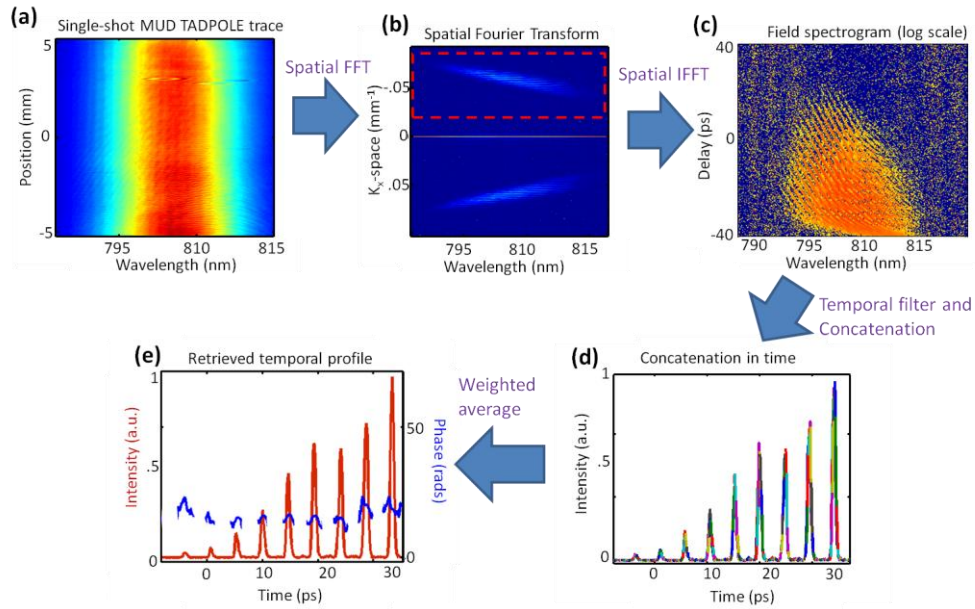 (a)
Single-shot MUD TADPOLE trace
5
0
-5
Position (mm)
795
810
815
Wavelength (nm)
Spatial FFT
(b)
Spatial Fourier Transform
-.05
0
.05
Kx-space (mm-1)
795
810
815
Wavelength (nm)
Spatial IFFT
(c)
Field spectrogram (log scale)
20
0
-40
Delay (ps)
790
795
800
805
810
Wavelength (nm)
Temporal filter and
Concatenation
(d)
Concatenation in time
1
.5
0
Intensity (a.u.)
0
10
20
30
Time (ps)
Weighted
average
(e)
Retrieved temporal profile
1
.5
0
Intensity (a.u.)
50
0
Phase (rads)
0
10
20
30
Time (ps)